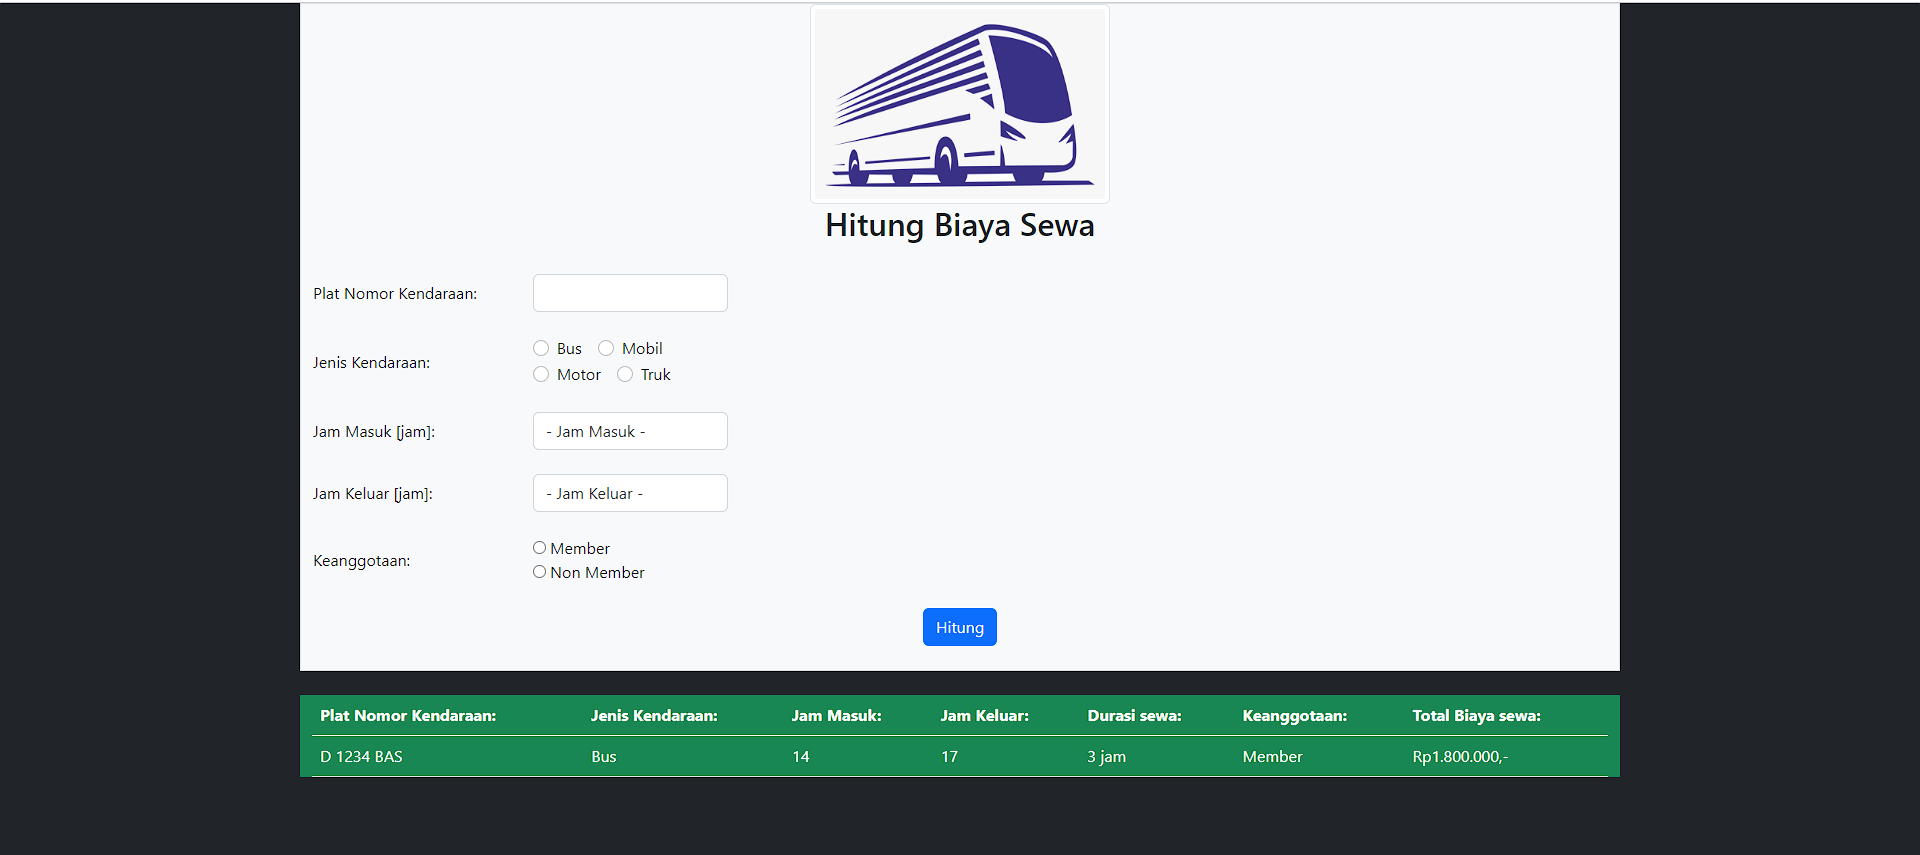 Hitung Biaya Sewa
Plat Nomor Kendaraan:
Jenis Kendaraan:
Bus Mobil
Motor Truk
Jam Masuk [jam]: - Jam Masuk -
Jam Keluar [jam]: - Jam Keluar -
Keanggotaan:
Member
Non Member
Hitung
Plat Nomor Kendaraan: Jenis Kendaraan: Jam Masuk: Jam Keluar: Durasi sewa: Keanggotaan: Total Biaya sewa:
D 1234 BAS Bus 14 17 3 jam Member Rp1.800.000,-